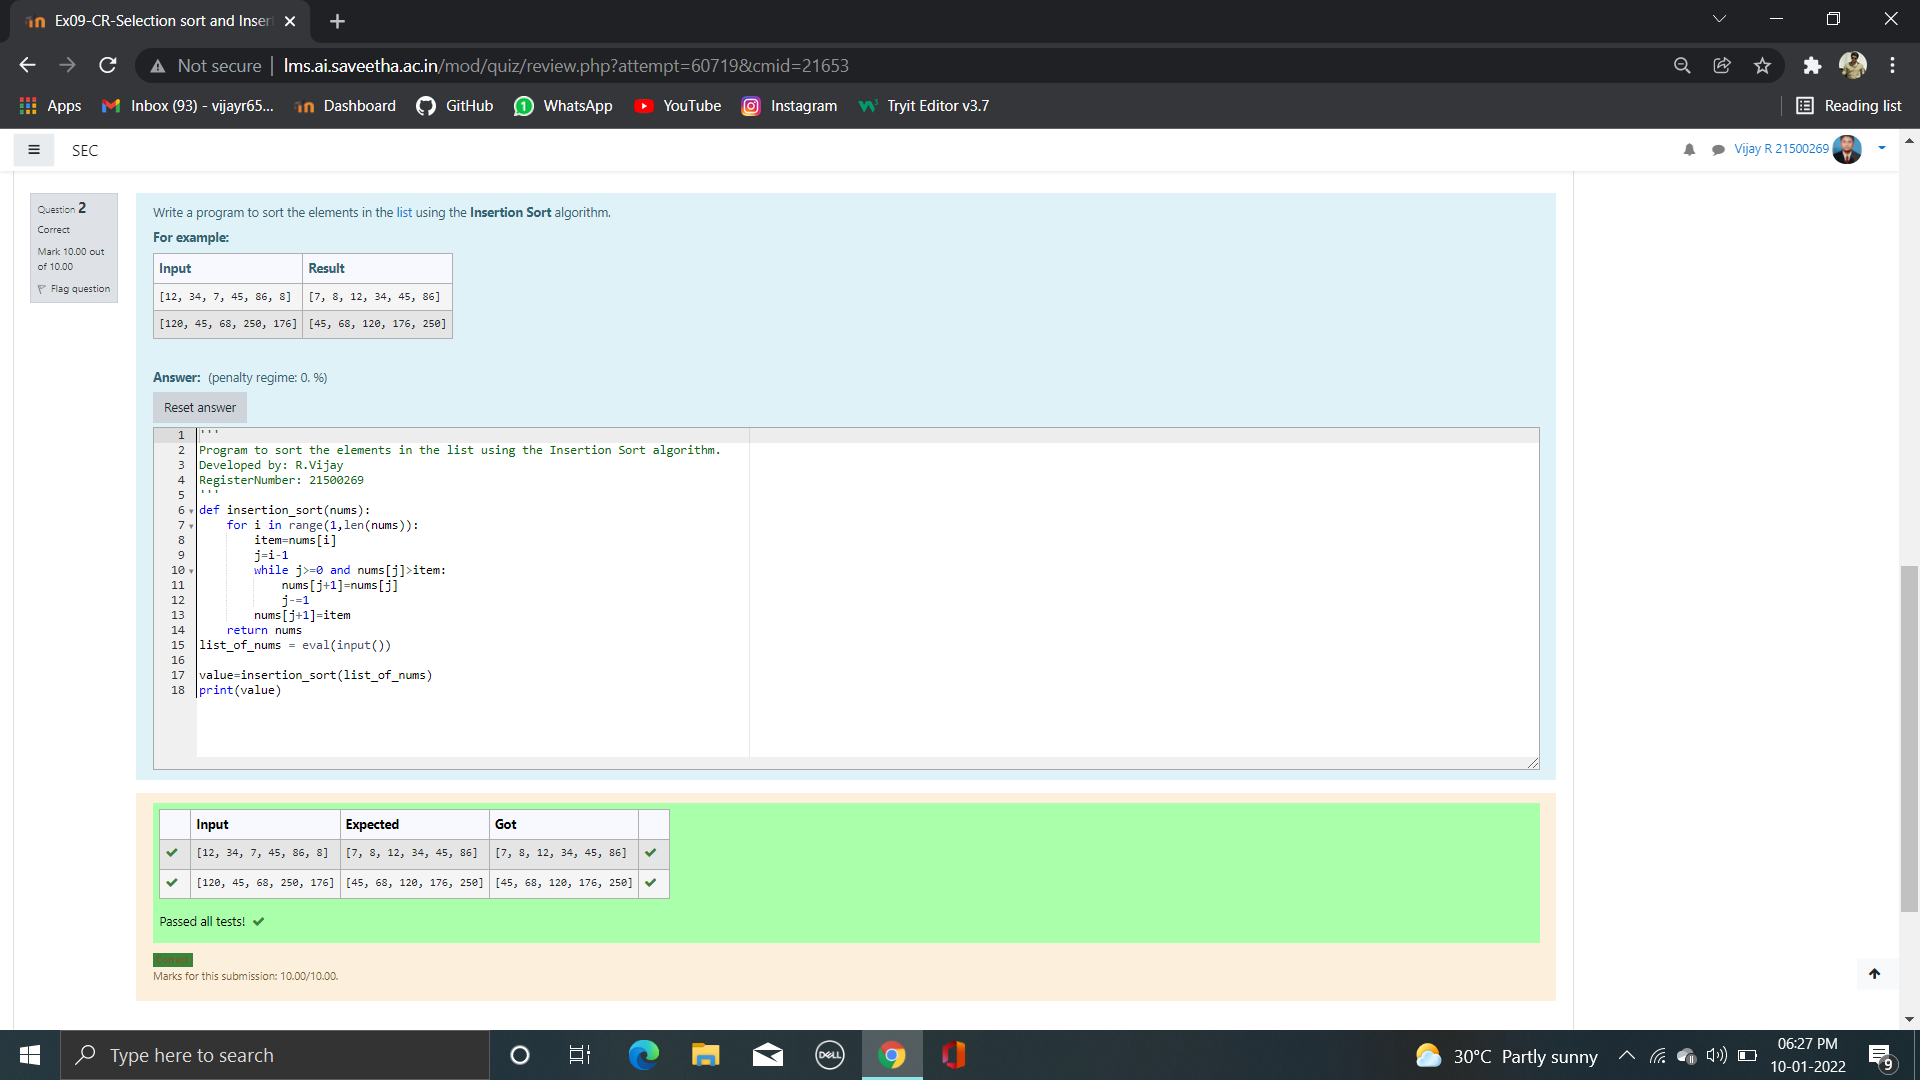 Ex09-CR-Selection sort and Inser
Not secure
lms.ai.saveetha.ac.in/mod/quiz/review.php?attempt=60719&cmid=21653
Apps
Inbox (93) - vijayr65...
Dashboard
GitHub
WhatsApp
YouTube
Instagram
Tryit Editor v3.7
Reading list
SEC
Vijay R 21500269
Question 2
Correct
Mark 10.00 out
of 10.00
Flag question
Write a program to sort the elements in the list using the Insertion Sort algorithm.
For example:
Input Result
[12, 34, 7, 45, 86, 8] [7, 8, 12, 34, 45, 86]
[120, 45, 68, 250, 176] [45, 68, 120, 176, 250]
Answer: (penalty regime: 0. %)
Reset answer
1 '''
2 Program to sort the elements in the list using the Insertion Sort algorithm.
3 Developed by: R.Vijay
4 RegisterNumber: 21500269
5 '''
6 def insertion_sort(nums):
7     for i in range(1,len(nums)):
8         item=nums[i]
9         j=i-1
10         while j>=0 and nums[j]>item:
11             nums[j+1]=nums[j]
12             j-=1
13         nums[j+1]=item
14     return nums
15 list_of_nums = eval(input())
16
17 value=insertion_sort(list_of_nums)
18 print(value)
Input Expected Got
[12, 34, 7, 45, 86, 8] [7, 8, 12, 34, 45, 86] [7, 8, 12, 34, 45, 86]
[120, 45, 68, 250, 176] [45, 68, 120, 176, 250] [45, 68, 120, 176, 250]
Passed all tests!
Correct
Marks for this submission: 10.00/10.00.
Type here to search
DELL
30°C Partly sunny
06:27 PM
10-01-2022
9